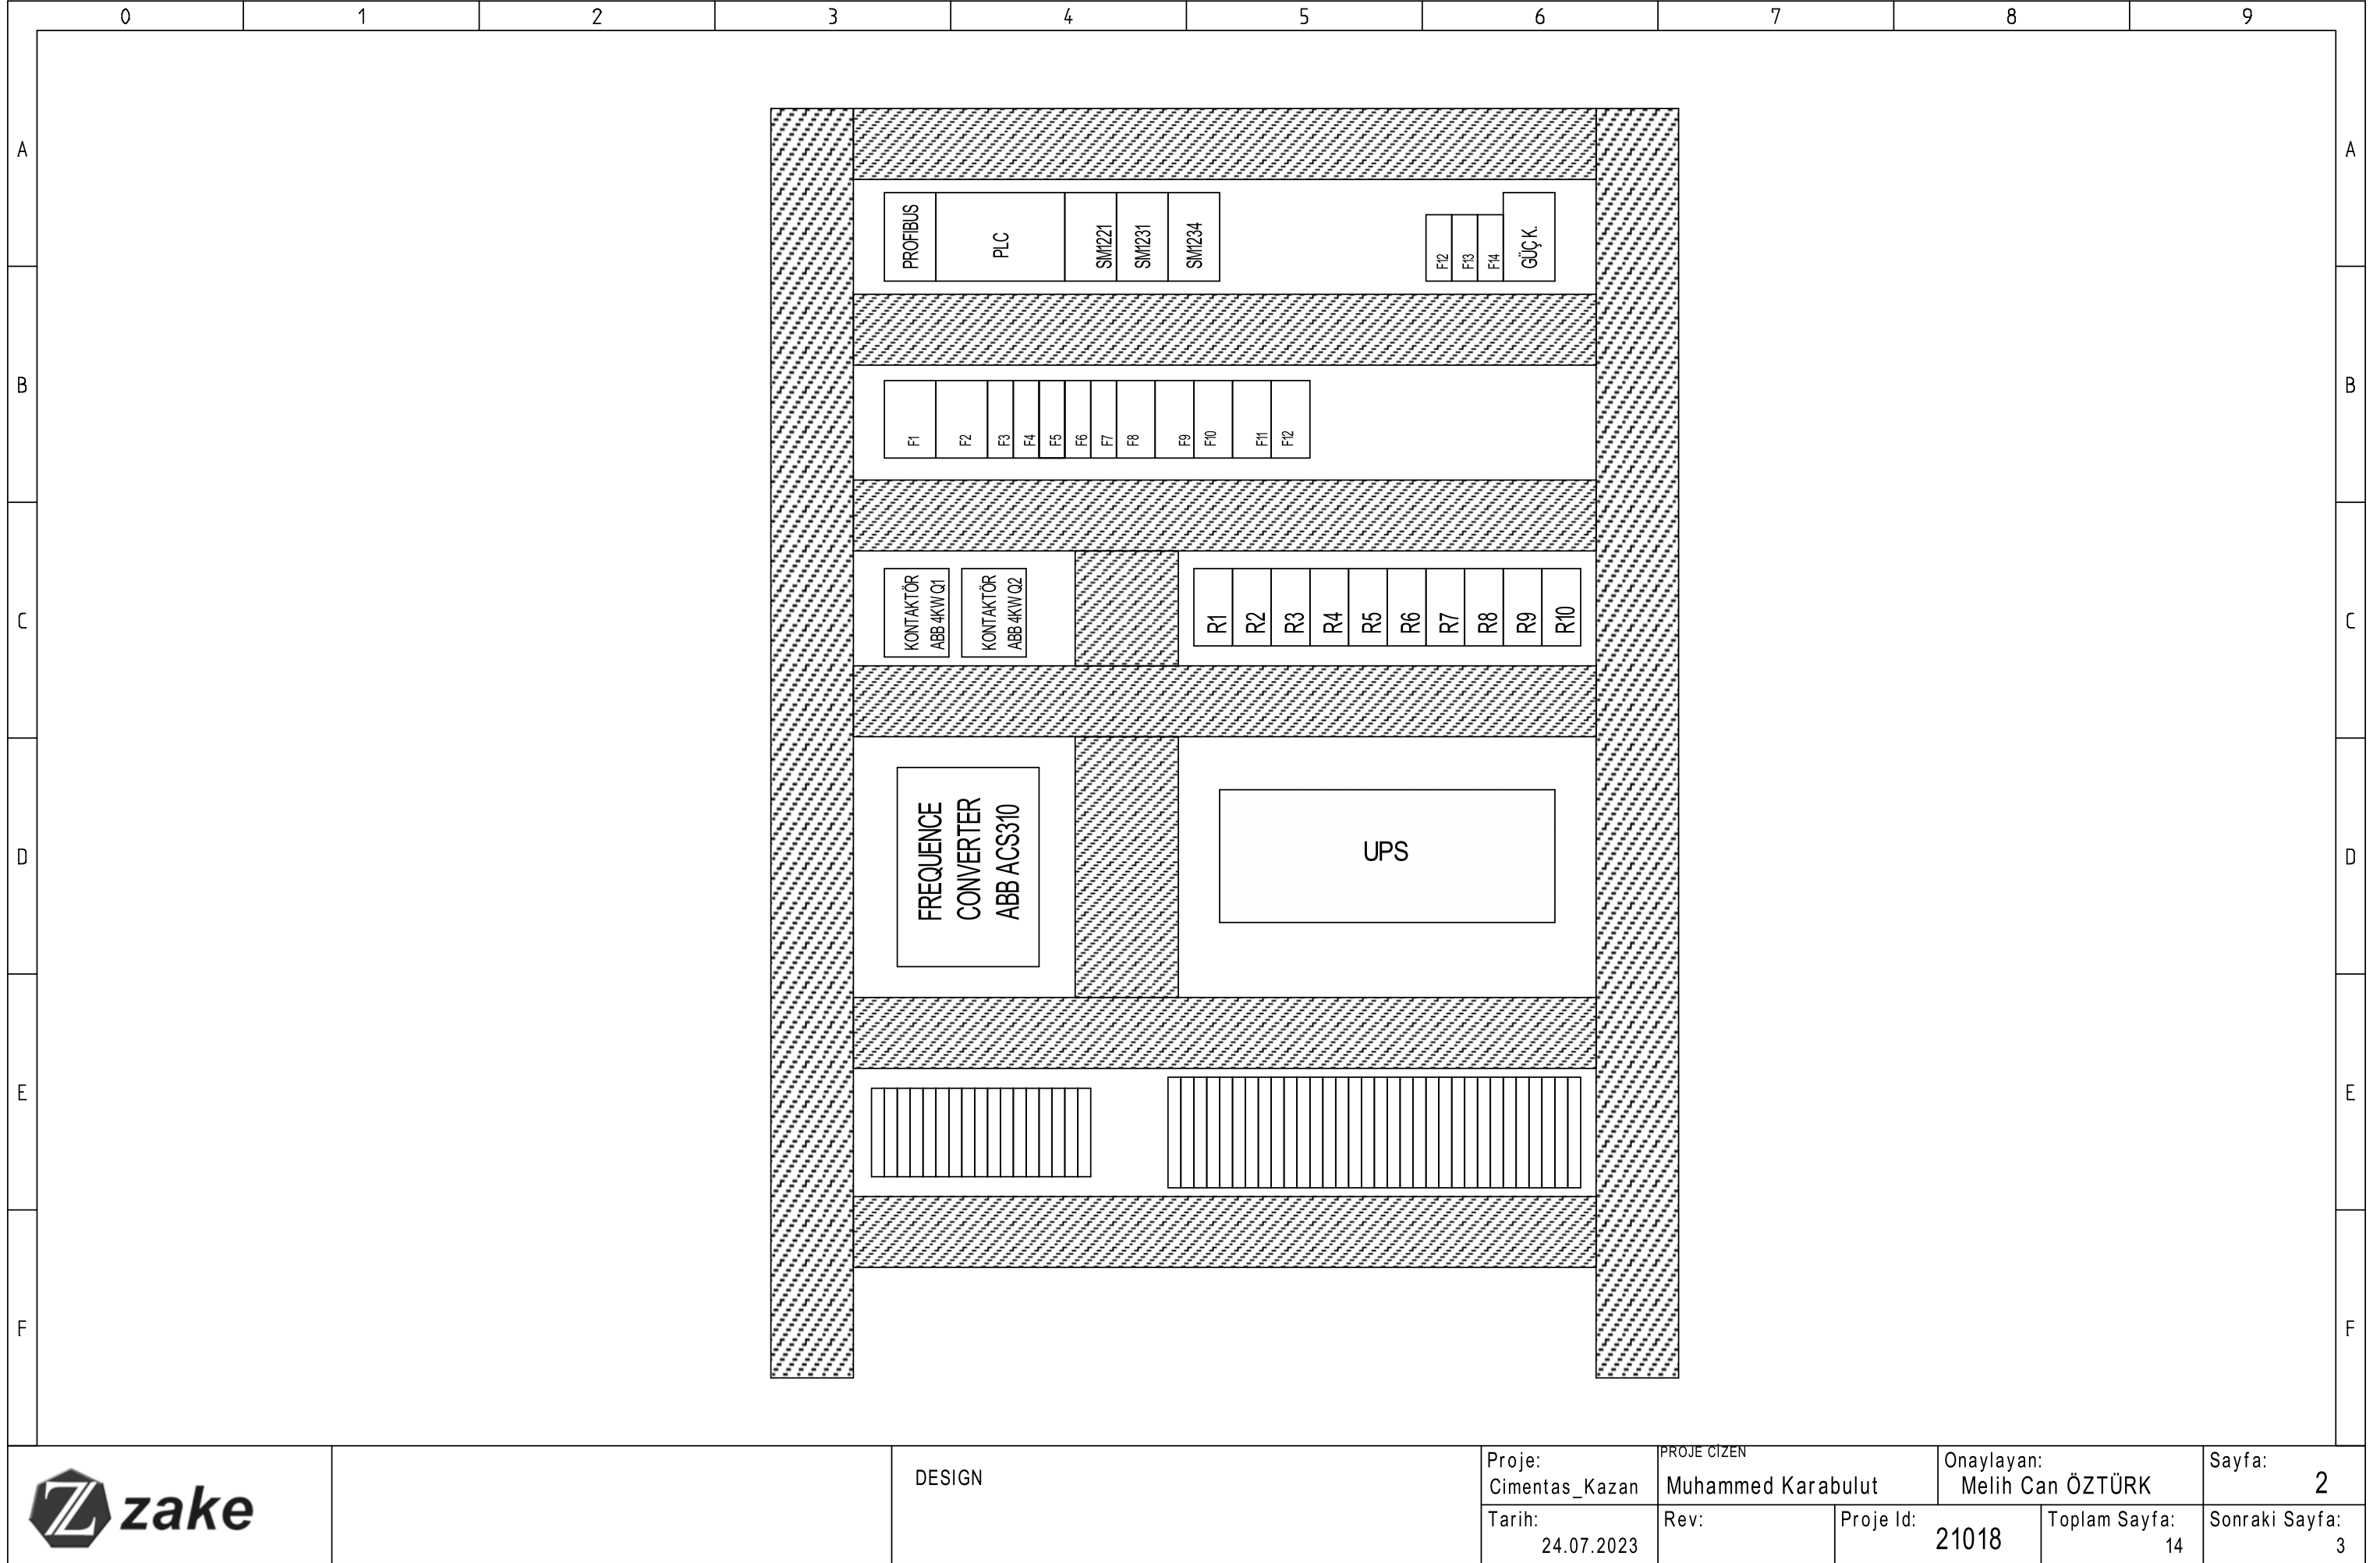 0 1 2 3 4 5 6 7 8 9
A A
PROFIBUS
PLC
SM1221
SM1231
SM1234
F12
F13
F14
GÜÇ K.
B B
F1
F2
F3
F4
F5
F6
F7
F8
F9
F10
F11
F12
C C
KONTAKTÖR
ABB 4KW Q1
KONTAKTÖR
ABB 4KW Q2
R1
R2
R3
R4
R5
R6
R7
R8
R9
R10
D D
FREQUENCE
CONVERTER
ABB ACS310
UPS
E E
F F
zake
DESIGN
Proje:
Cimentas_Kazan
PROJE CİZEN
Muhammed Karabulut
Onaylayan:
Melih Can ÖZTÜRK
Sayfa:
2
Tarih:
24.07.2023
Rev:
Proje Id:
21018
Toplam Sayfa:
14
Sonraki Sayfa:
3